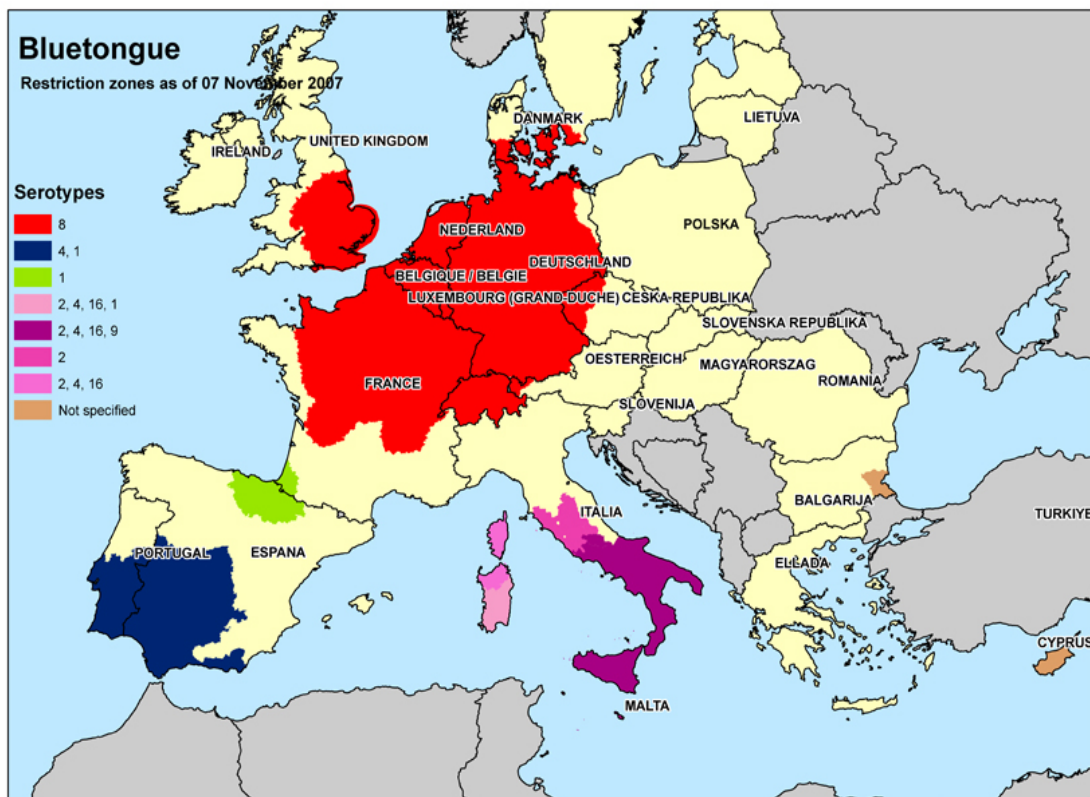 Bluetongue
Restriction zones as of 07 November 2007
DANMARK
LIETUVA
UNITED KINGDOM
IRELAND
Serotypes
8
4, 1
1
2, 4, 16, 1
2, 4, 16, 9
2
2, 4, 16
Not specified
NEDERLAND
POLSKA
DEUTSCHLAND
BELGIQUE / BELGIE
LUXEMBOURG (GRAND-DUCHE)
CESKA REPUBLIKA
SLOVENSKA REPUBLIKA
OESTERREICH
MAGYARORSZAG
FRANCE
ROMANIA
SLOVENIJA
BALGARIJA
ITALIA
TURKIYE
PORTUGAL
ESPANA
ELLADA
CYPRUS
MALTA